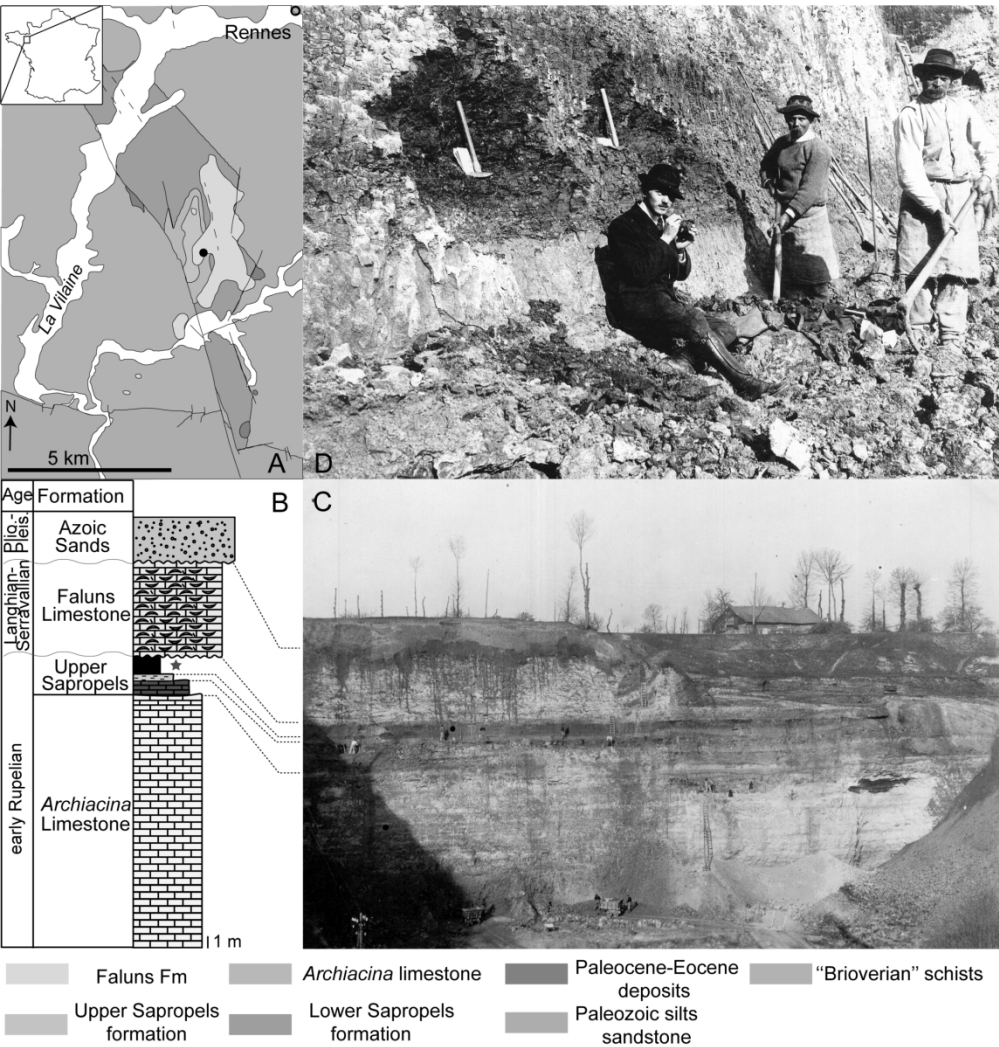 Rennes
La Vilaine
N
5 km
A
D
Age
Formation
B
C
Plio.-
Pleis.
Azoic
Sands
Langhian-
Serravallian
Faluns
Limestone
Upper
Sapropels
early Rupelian
Archiacina
Limestone
1 m
Faluns Fm
Archiacina limestone
Paleocene-Eocene
deposits
"Brioverian" schists
Upper Sapropels
formation
Lower Sapropels
formation
Paleozoic silts
sandstone